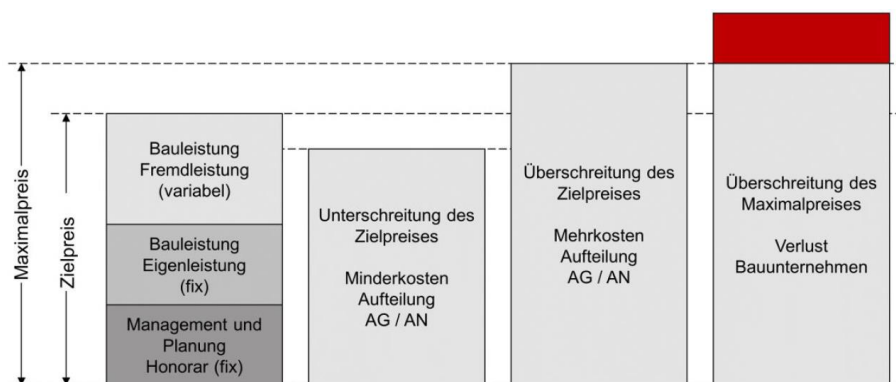 Maximalpreis
Zielpreis
Bauleistung
Fremdleistung
(variabel)
Bauleistung
Eigenleistung
(fix)
Management und
Planung
Honorar (fix)
Unterschreitung des
Zielpreises
Minderkosten
Aufteilung
AG / AN
Überschreitung des
Zielpreises
Mehrkosten
Aufteilung
AG / AN
Überschreitung des
Maximalpreises
Verlust
Bauunternehmen